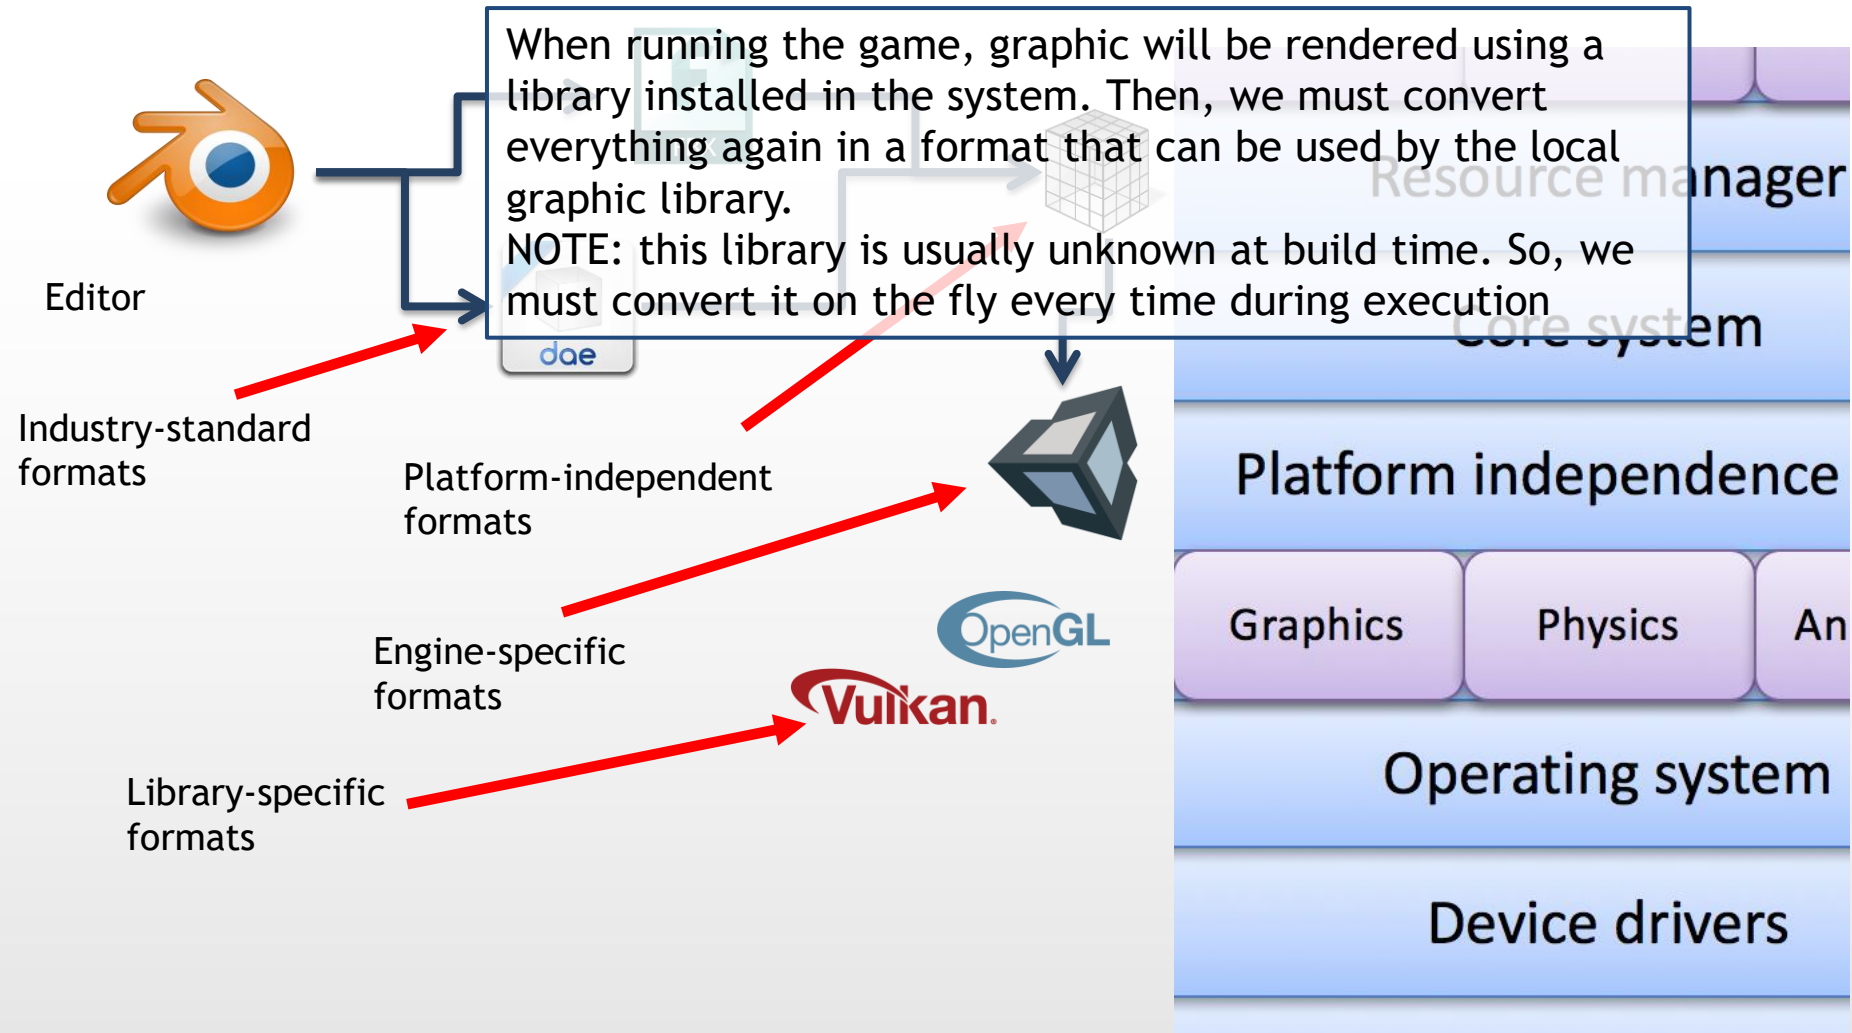 When running the game, graphic will be rendered using a
library installed in the system. Then, we must convert
everything again in a format that can be used by the local
graphic library.
NOTE: this library is usually unknown at build time. So, we
must convert it on the fly every time during execution
Editor
dae
Industry-standard
formats
Platform-independent
formats
Engine-specific
formats
Library-specific
formats
OpenGL
Vulkan®
Resource manager
Core system
Platform independence
Graphics
Physics
An
Operating system
Device drivers